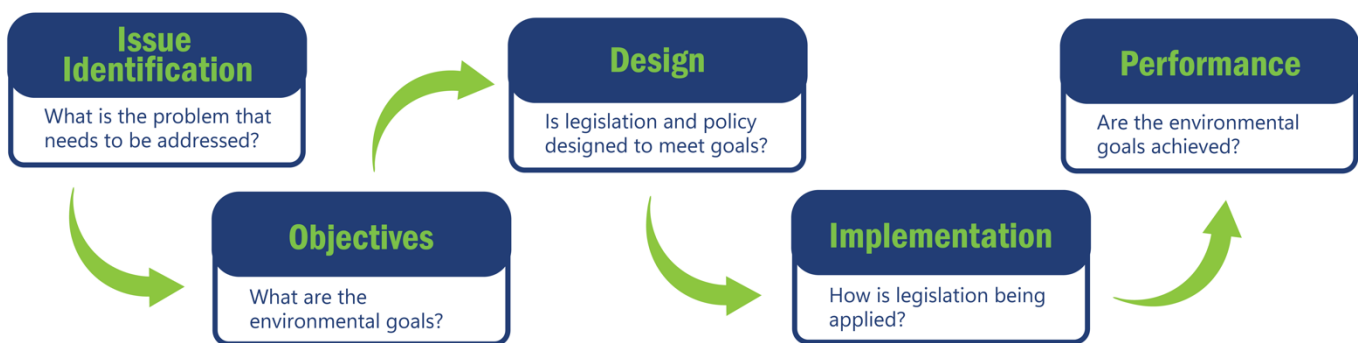 Issue
Identification
What is the problem that
needs to be addressed?
Objectives
What are the
environmental goals?
Design
Is legislation and policy
designed to meet goals?
Implementation
How is legislation being
applied?
Performance
Are the environmental
goals achieved?